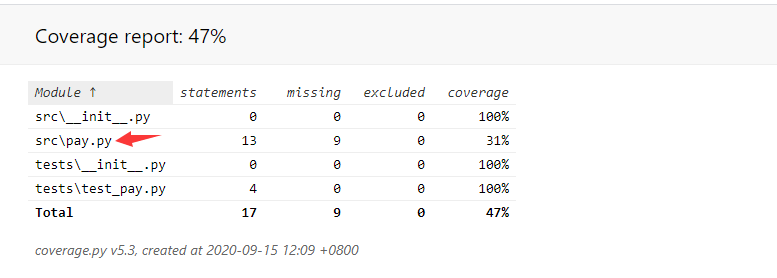 Coverage report: 47%
Module ↑ statements missing excluded coverage
src\__init__.py 0 0 0 100%
src\pay.py 13 9 0 31%
tests\__init__.py 0 0 0 100%
tests\test_pay.py 4 0 0 100%
Total 17 9 0 47%
coverage.py v5.3, created at 2020-09-15 12:09 +0800